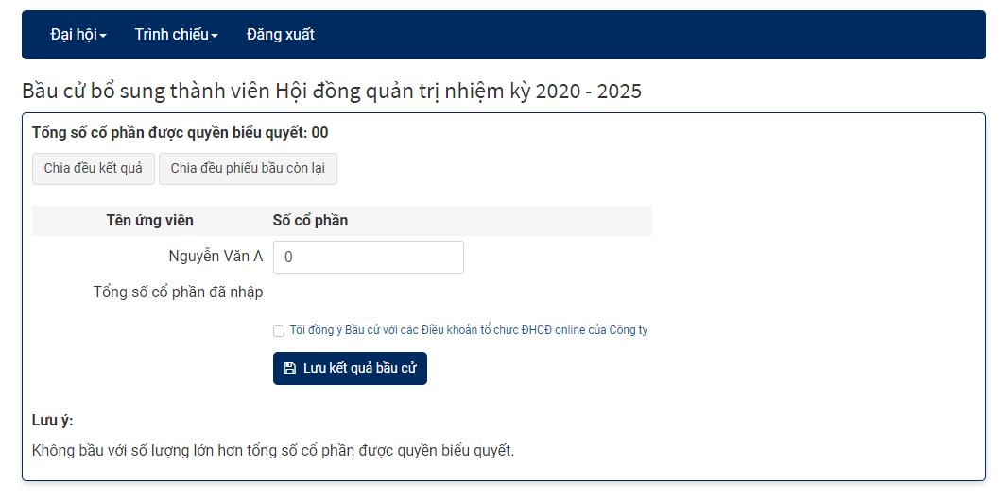 Đại hội Trình chiếu Đăng xuất
Bầu cử bổ sung thành viên Hội đồng quản trị nhiệm kỳ 2020 - 2025
Tổng số cổ phần được quyền biểu quyết: 00
Chia đều kết quả Chia đều phiếu bầu còn lại
Tên ứng viên Số cổ phần
Nguyễn Văn A 0
Tổng số cổ phần đã nhập
Tôi đồng ý Bầu cử với các Điều khoản tổ chức ĐHCĐ online của Công ty
Lưu kết quả bầu cử
Lưu ý:
Không bầu với số lượng lớn hơn tổng số cổ phần được quyền biểu quyết.